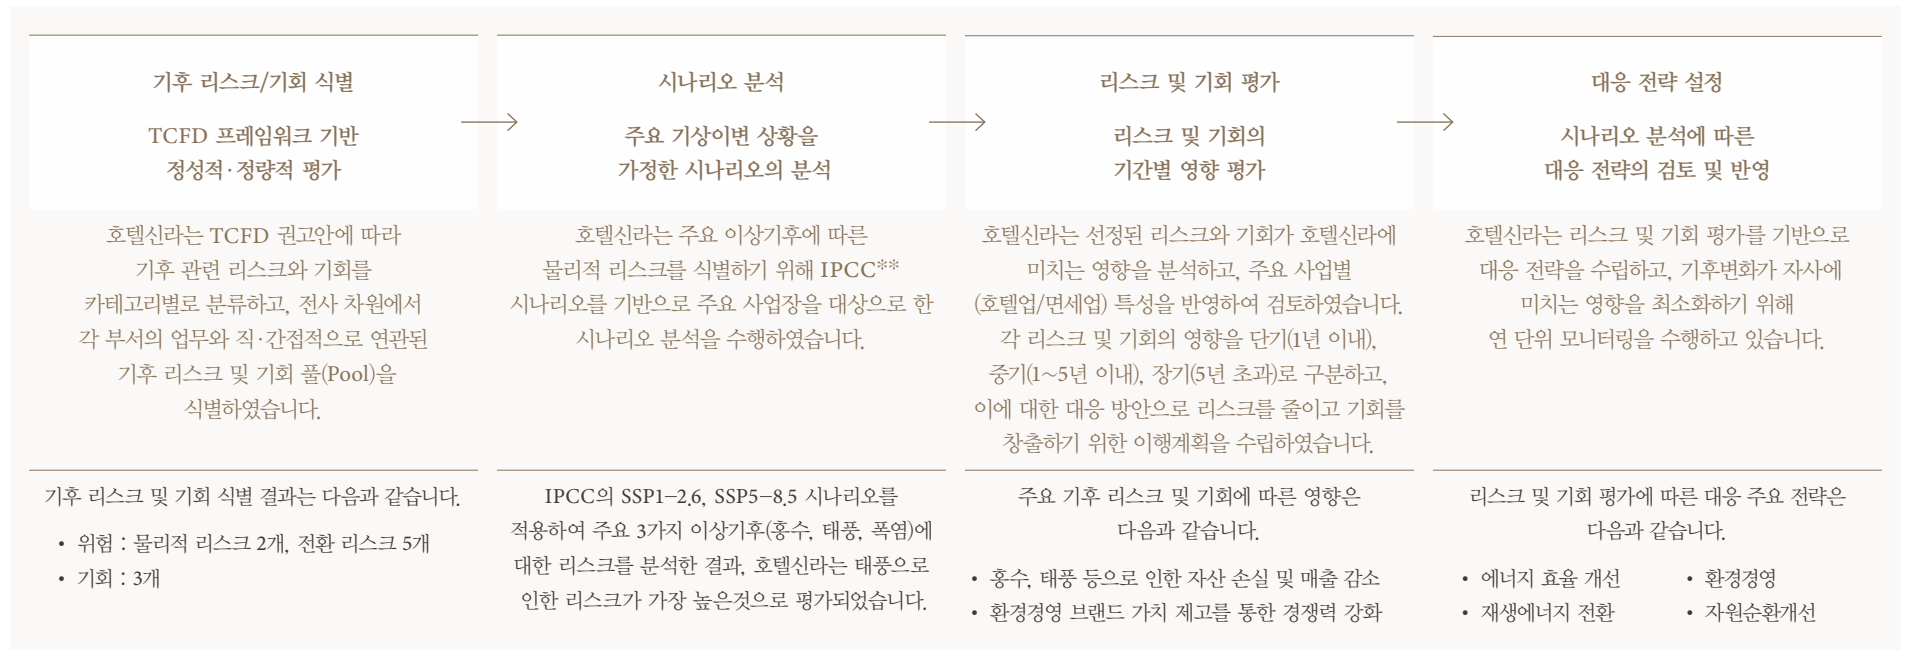 기후 리스크/기회 식별
TCFD 프레임워크 기반
정성적·정량적 평가
호텔신라는 TCFD 권고안에 따라
기후 관련 리스크와 기회를
카테고리별로 분류하고, 전사 차원에서
각 부서의 업무와 직·간접적으로 연관된
기후 리스크 및 기회 풀(Pool)을
식별하였습니다.
기후 리스크 및 기회 식별 결과는 다음과 같습니다.
• 위험 : 물리적 리스크 2개, 전환 리스크 5개
• 기회 : 3개
시나리오 분석
주요 기상이변 상황을
가정한 시나리오의 분석
호텔신라는 주요 이상기후에 따른
물리적 리스크를 식별하기 위해 IPCC**
시나리오를 기반으로 주요 사업장을 대상으로 한
시나리오 분석을 수행하였습니다.
IPCC의 SSP1-2.6, SSP5-8.5 시나리오를
적용하여 주요 3가지 이상기후(홍수, 태풍, 폭염)에
대한 리스크를 분석한 결과, 호텔신라는 태풍으로
인한 리스크가 가장 높은것으로 평가되었습니다.
리스크 및 기회 평가
리스크 및 기회의
기간별 영향 평가
호텔신라는 선정된 리스크와 기회가 호텔신라에
미치는 영향을 분석하고, 주요 사업별
(호텔업/면세업) 특성을 반영하여 검토하였습니다.
각 리스크 및 기회의 영향을 단기(1년 이내),
중기(1~5년 이내), 장기(5년 초과)로 구분하고,
이에 대한 대응 방안으로 리스크를 줄이고 기회를
창출하기 위한 이행계획을 수립하였습니다.
주요 기후 리스크 및 기회에 따른 영향은
다음과 같습니다.
• 홍수, 태풍 등으로 인한 자산 손실 및 매출 감소
• 환경경영 브랜드 가치 제고를 통한 경쟁력 강화
대응 전략 설정
시나리오 분석에 따른
대응 전략의 검토 및 반영
호텔신라는 리스크 및 기회 평가를 기반으로
대응 전략을 수립하고, 기후변화가 자사에
미치는 영향을 최소화하기 위해
연 단위 모니터링을 수행하고 있습니다.
리스크 및 기회 평가에 따른 대응 주요 전략은
다음과 같습니다.
• 에너지 효율 개선
• 재생에너지 전환
• 환경경영
• 자원순환개선